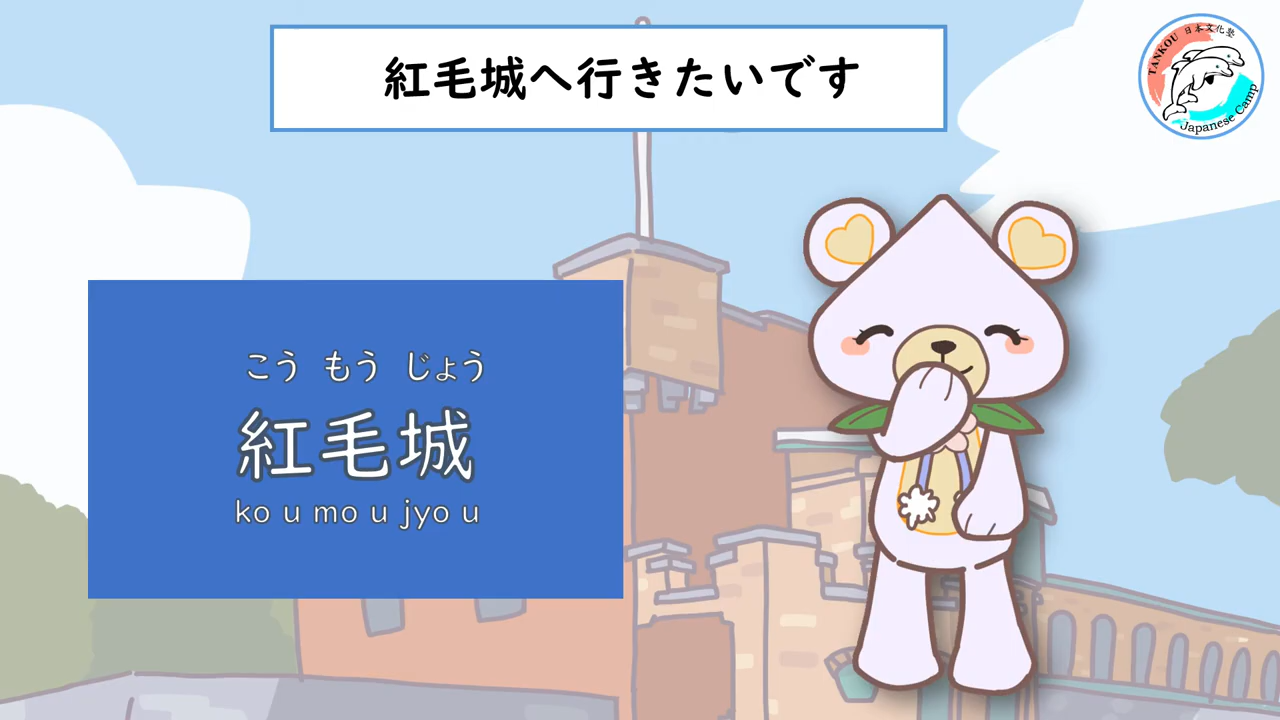 紅毛城へ行きたいです
TANKOU 日本文化塾
Japanese Camp
こう もう じょう
紅毛城
ko u mo u jyo u